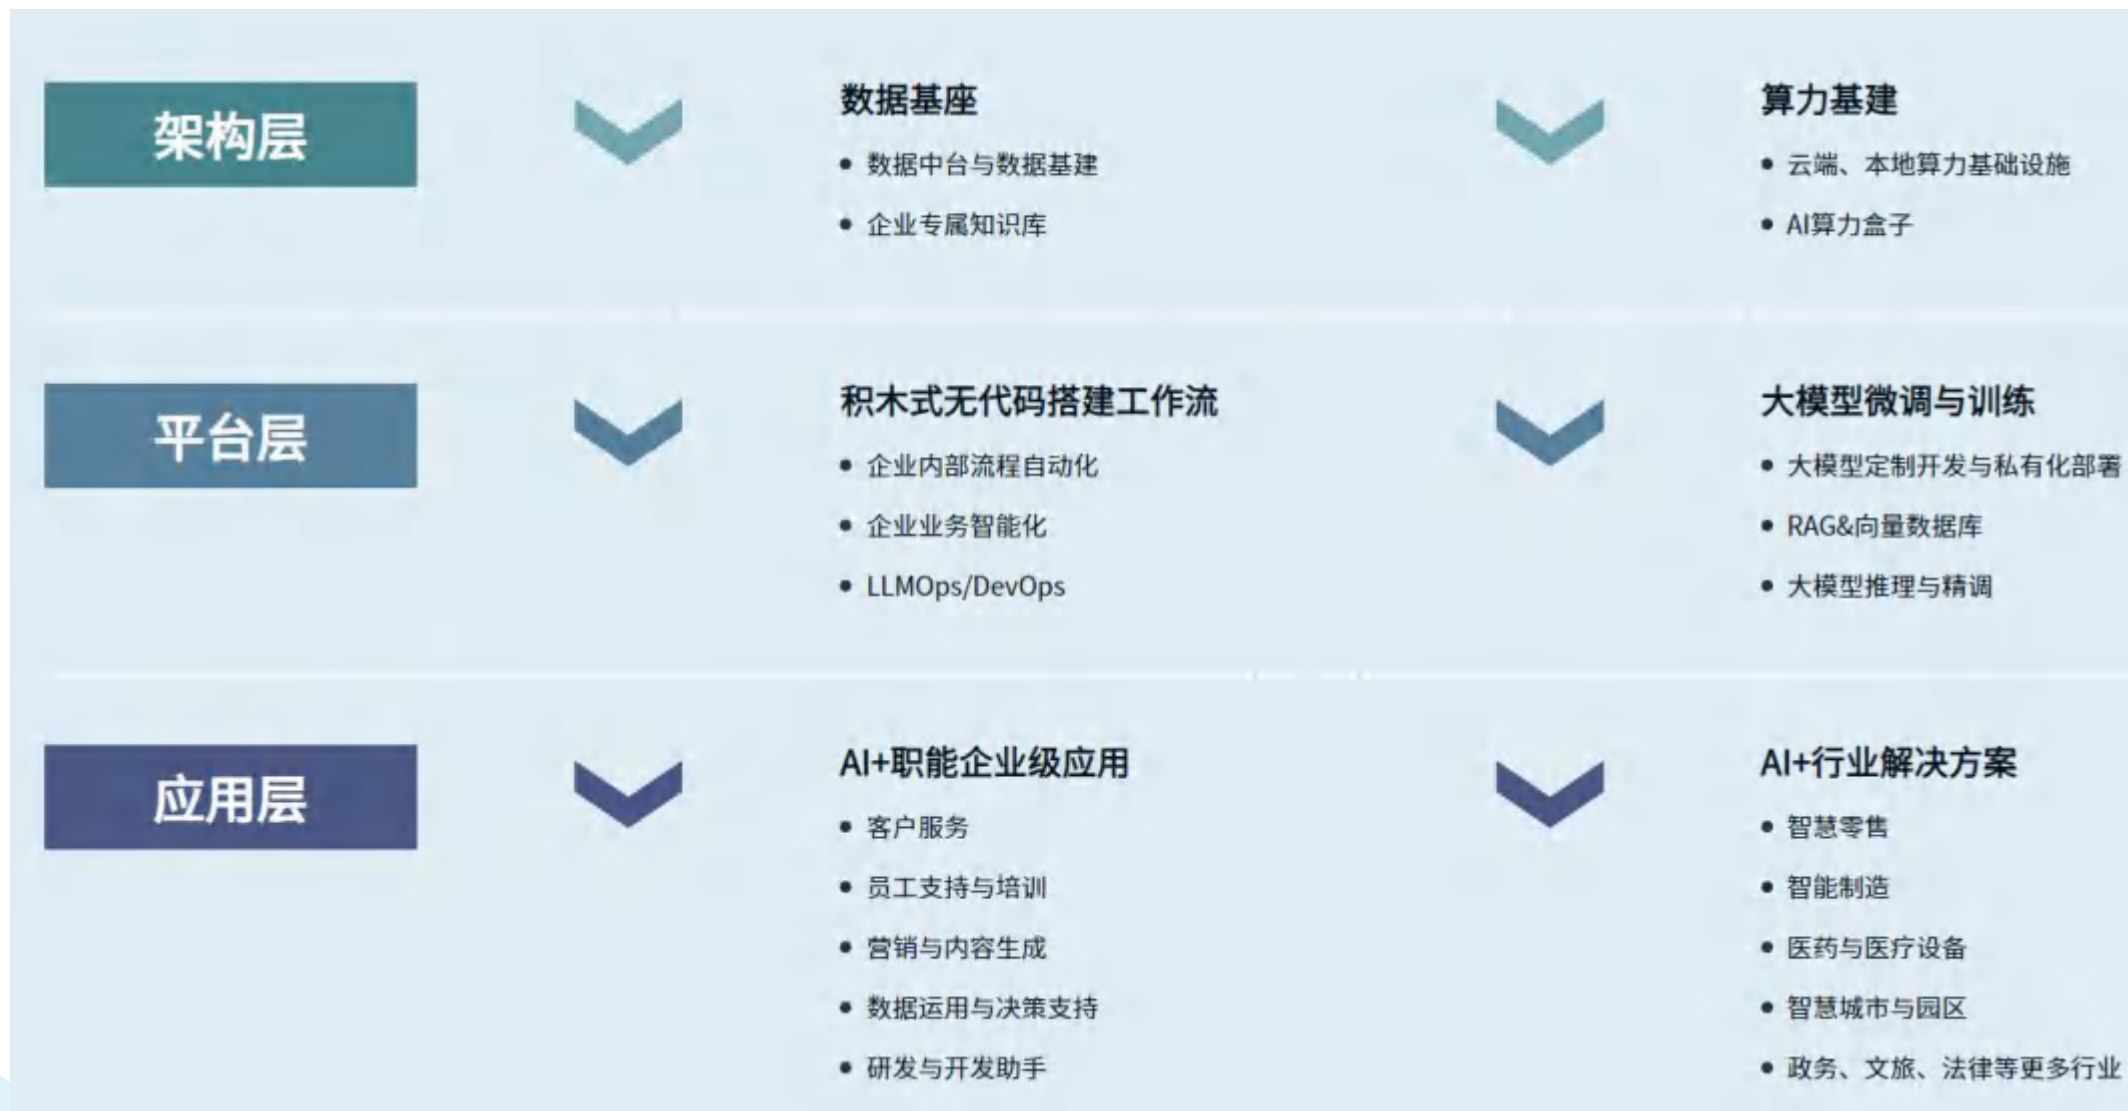 架构层
数据基座
• 数据中台与数据基建
• 企业专属知识库
算力基建
• 云端、本地算力基础设施
• AI算力盒子
平台层
积木式无代码搭建工作流
• 企业内部流程自动化
• 企业业务智能化
• LLMOps/DevOps
大模型微调与训练
• 大模型定制开发与私有化部署
• RAG&向量数据库
• 大模型推理与精调
应用层
AI+职能企业级应用
• 客户服务
• 员工支持与培训
• 营销与内容生成
• 数据运用与决策支持
• 研发与开发助手
AI+行业解决方案
• 智慧零售
• 智能制造
• 医药与医疗设备
• 智慧城市与园区
• 政务、文旅、法律等更多行业